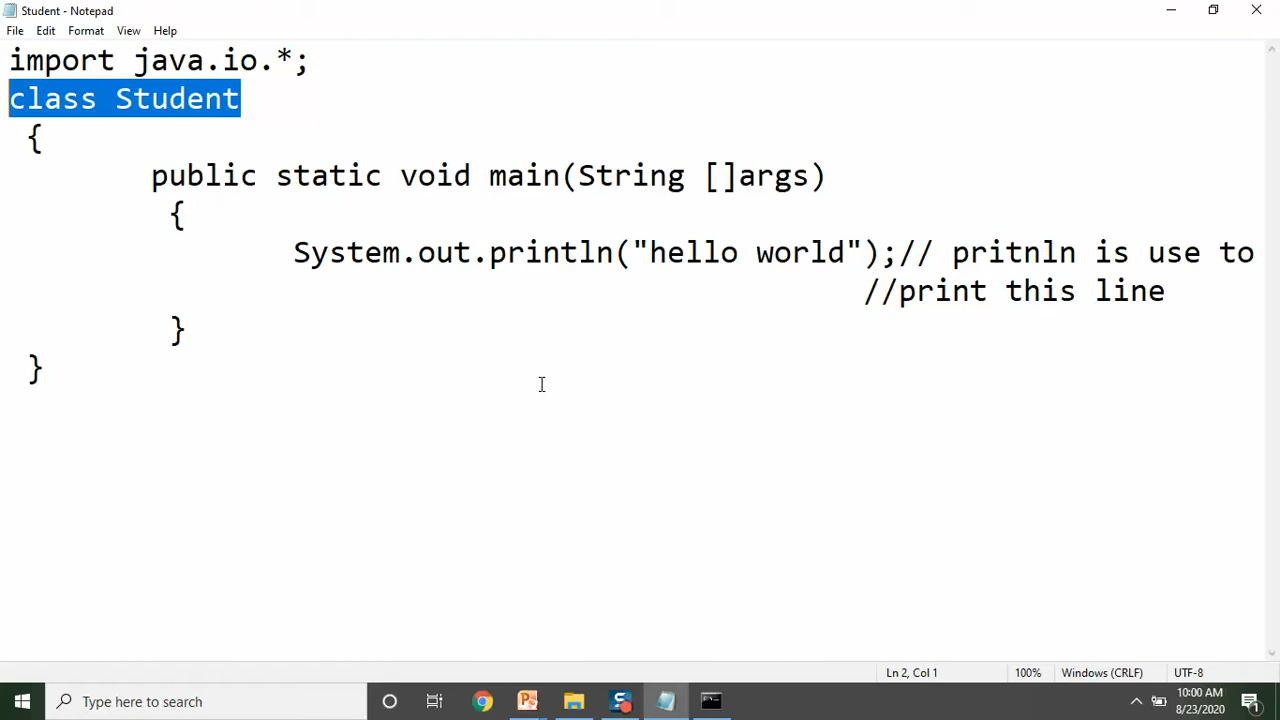 Student - Notepad
File Edit Format View Help
import java.io.*;
class Student
{
public static void main(String []args)
{
System.out.println("hello world");// pritnln is use to
//print this line
}
}
Ln 2, Col 1 100% Windows (CRLF) UTF-8
Type here to search
10:00 AM
8/23/2020
1